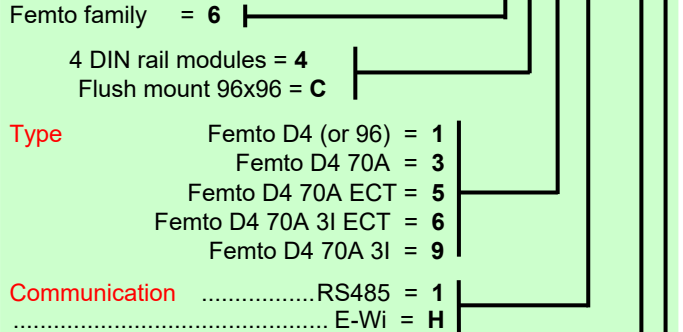 Femto family = 6
4 DIN rail modules = 4
Flush mount 96x96 = C
Type Femto D4 (or 96) = 1
Femto D4 70A = 3
Femto D4 70A ECT = 5
Femto D4 70A 3I ECT = 6
Femto D4 70A 3I = 9
Communication .................RS485 = 1
............................................... E-Wi = H